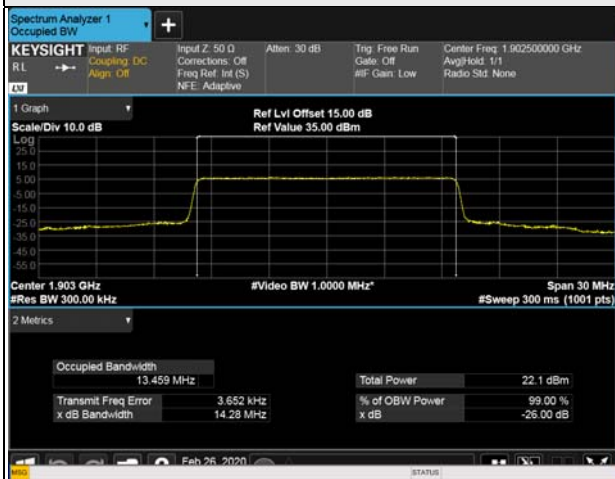 Spectrum Analyzer 1
Occupied BW
+
KEYSIGHT Input: RF Input Z: 50 Ω Atten: 30 dB Trig: Free Run Center Freq: 1.902500000 GHz
RL Coupling: DC Corrections: Off Gate: Off Avg|Hold: 1/1
Align: Off Freq Ref: Int (S) #IF Gain: Low Radio Std: None
LXI NFE: Adaptive
1 Graph
Ref Lvl Offset 15.00 dB
Scale/Div 10.0 dB Ref Value 35.00 dBm
Log
25.0
15.0
5.00
-5.00
-15.0
-25.0
-35.0
-45.0
-55.0
Center 1.903 GHz #Video BW 1.0000 MHz* Span 30 MHz
#Res BW 300.00 kHz #Sweep 300 ms (1001 pts)
2 Metrics
Occupied Bandwidth
13.459 MHz Total Power 22.1 dBm
Transmit Freq Error 3.652 kHz % of OBW Power 99.00 %
x dB Bandwidth 14.28 MHz x dB -26.00 dB
Feb 26, 2020
MSG STATUS